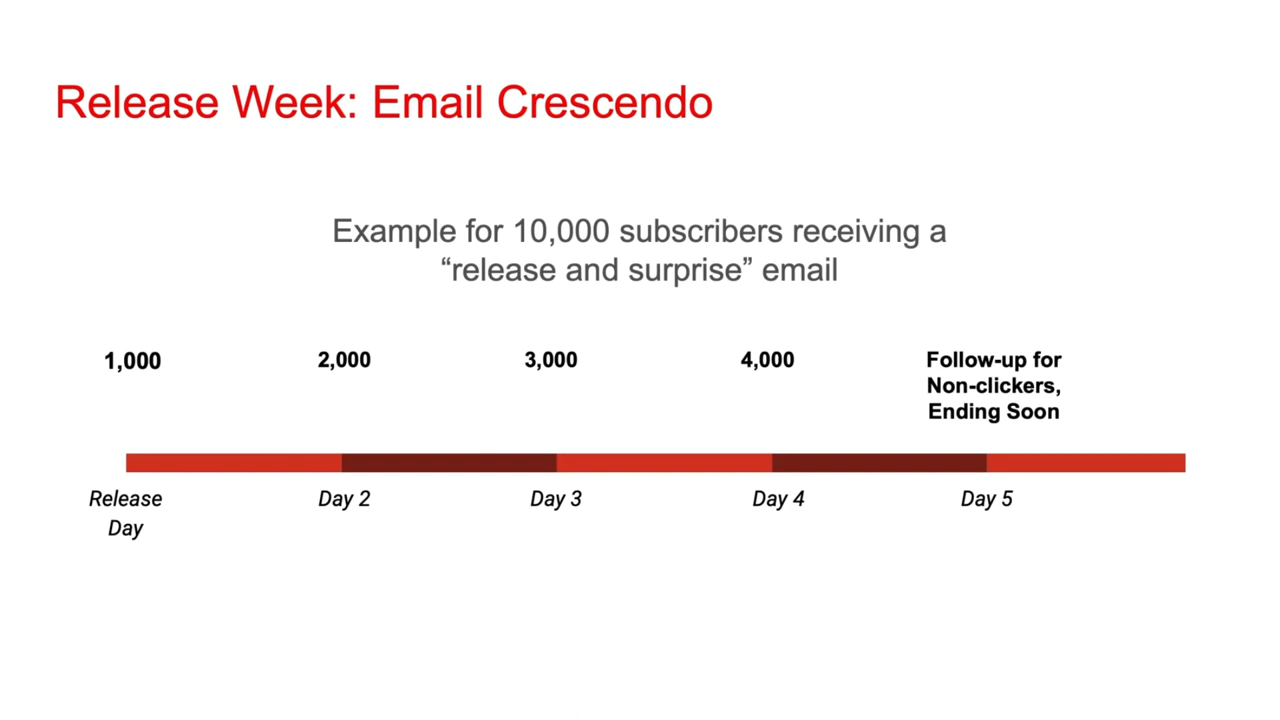 Release Week: Email Crescendo
Example for 10,000 subscribers receiving a
“release and surprise” email
1,000
2,000
3,000
4,000
Follow-up for
Non-clickers,
Ending Soon
Release
Day
Day 2
Day 3
Day 4
Day 5